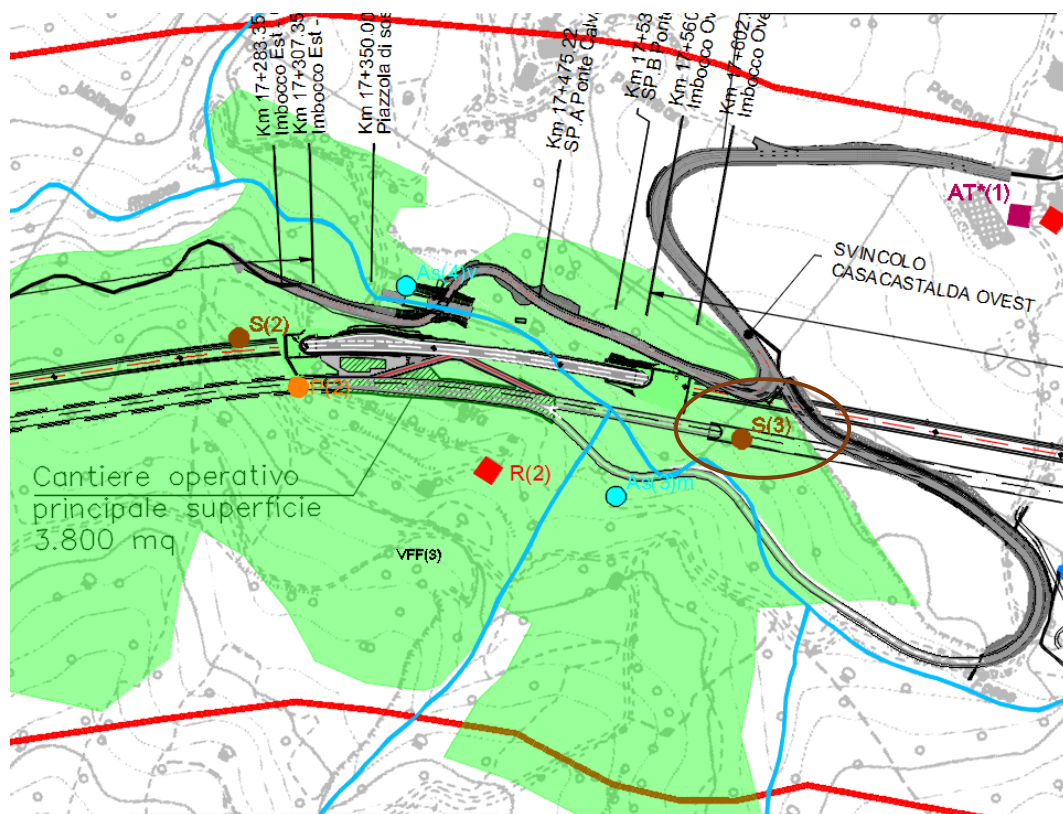 Km 17+283.35
Imbocco Est -
Km 17+307.35
Imbocco Est -
Km 17+350.00
Piazzola di sos
Km 17+475.22
SP.A Ponte Calv.
Km 17+53
SP.B Ponte
Km 17+560
Imbocco Ov
Km 17+602.
Imbocco Ove
Molinara
AT*(1)
SVINCOLO
CASACASTALDA OVEST
As(4)v
S(2)
S(3)
R(2)
As(3)m
Cantiere operativo
principale superficie
3.800 mq
VFF(3)